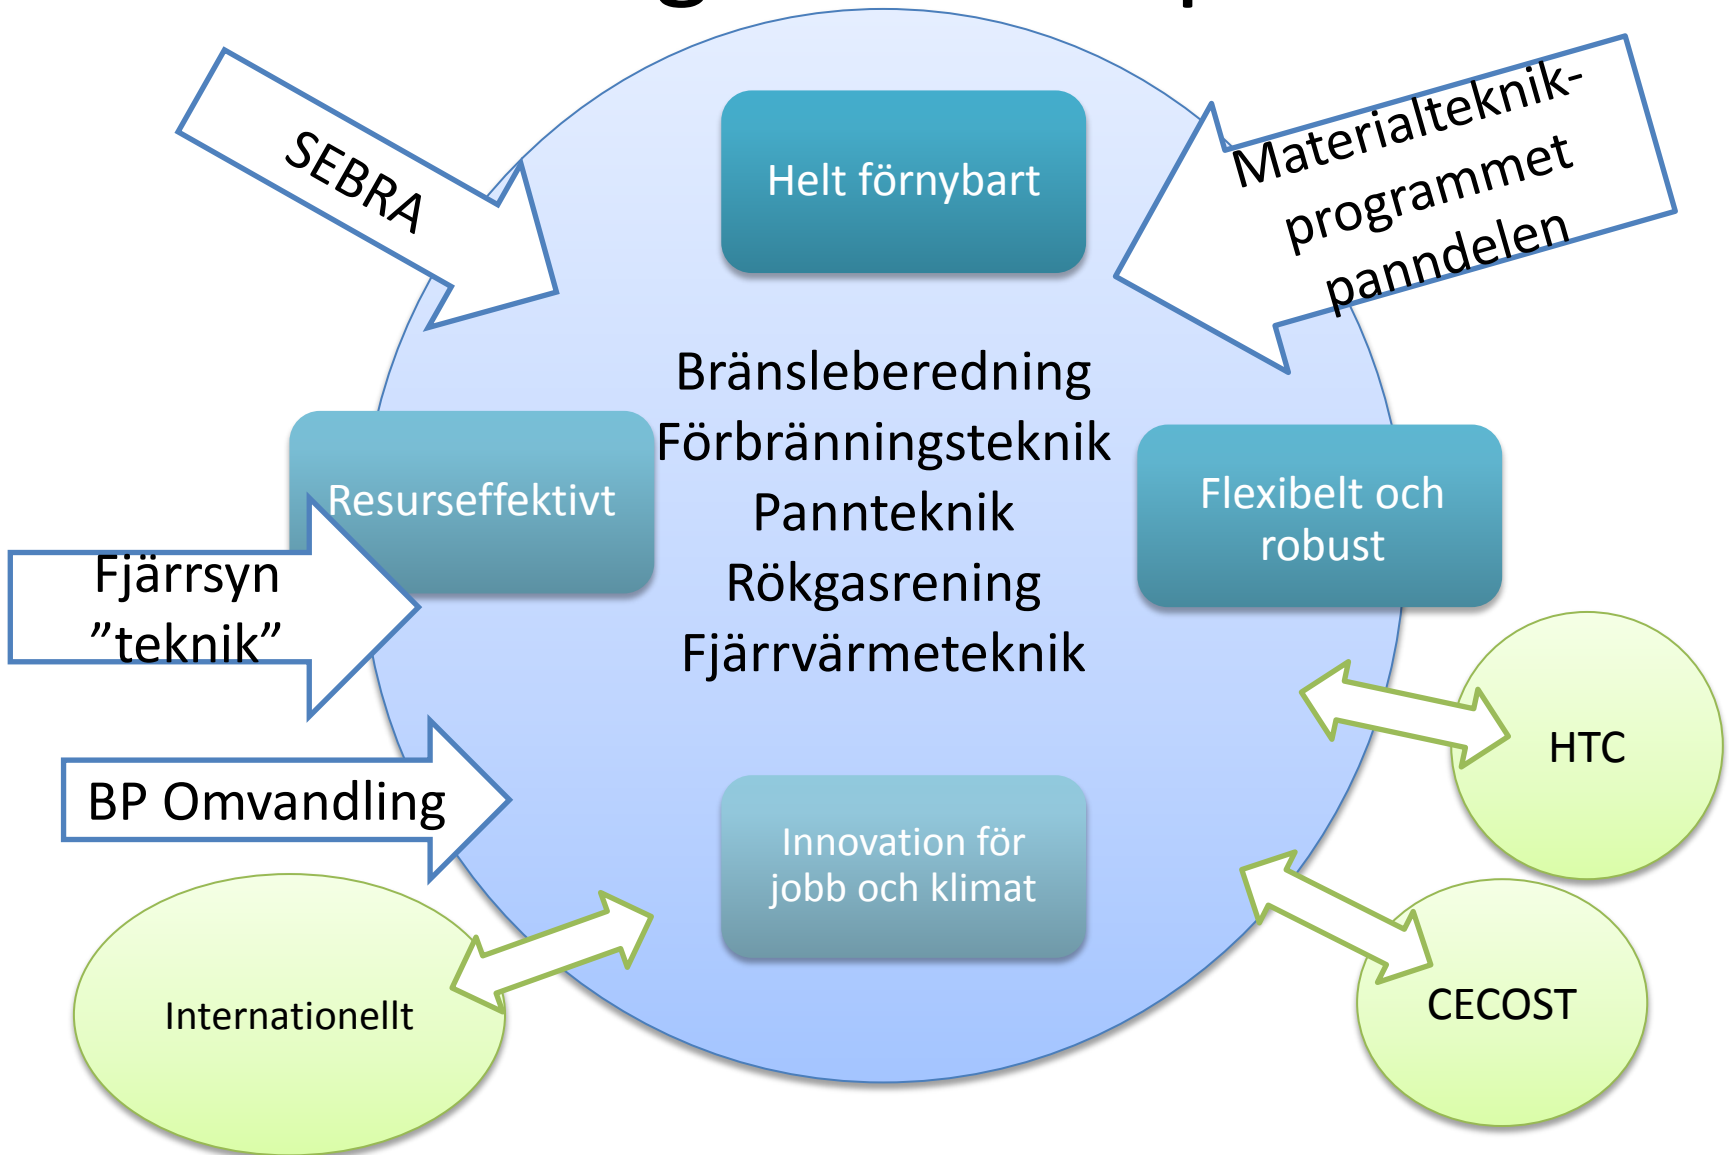 SEBRA
Helt förnybart
Materialteknik-
programmet
panndelen
Bränsleberedning
Förbränningsteknik
Pannteknik
Rökgasrening
Fjärrvärmeteknik
Resurseffektivt
Flexibelt och
robust
Fjärrsyn
”teknik”
BP Omvandling
HTC
Innovation för
jobb och klimat
Internationellt
CECOST